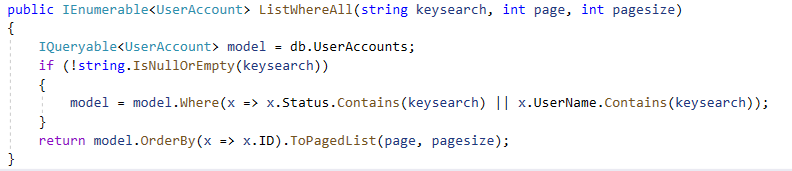 public IEnumerable<UserAccount> ListWhereAll(string keysearch, int page, int pagesize)
{
    IQueryable<UserAccount> model = db.UserAccounts;
    if (!string.IsNullOrEmpty(keysearch))
    {
        model = model.Where(x => x.Status.Contains(keysearch) || x.UserName.Contains(keysearch));
    }
    return model.OrderBy(x => x.ID).ToPagedList(page, pagesize);
}